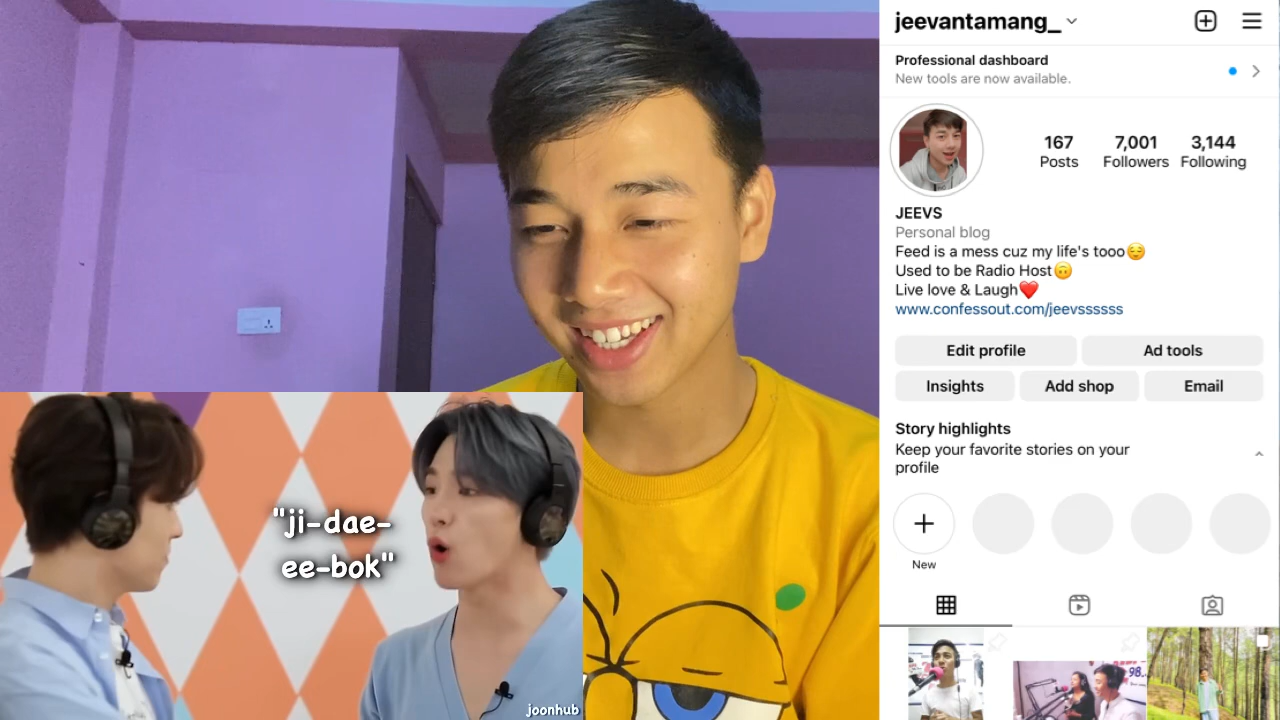 jeevantamang_
Professional dashboard
New tools are now available.
167
7,001
3,144
Posts
Followers
Following
JEEVS
Personal blog
Feed is a mess cuz my life's tooo😌
Used to be Radio Host🙃
Live love & Laugh❤️
www.confessout.com/jeevssssss
Edit profile
Ad tools
Insights
Add shop
Email
Story highlights
Keep your favorite stories on your
profile
New
"ji-dae-
ee-bok"
joonhub
98.